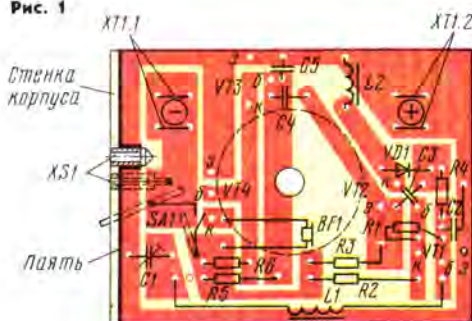 Рис. 1
XT1.1
XT1.2
Стенка корпуса
XS1
Паять
э
VT3
б
к
C5
C4
L2
э
б
к
VT4
SA1
BF1
C1
R6
R5
R3
R2
L1
VD1
C3
R4
VT2
э
R1
C2
б
VT1
к
б
э